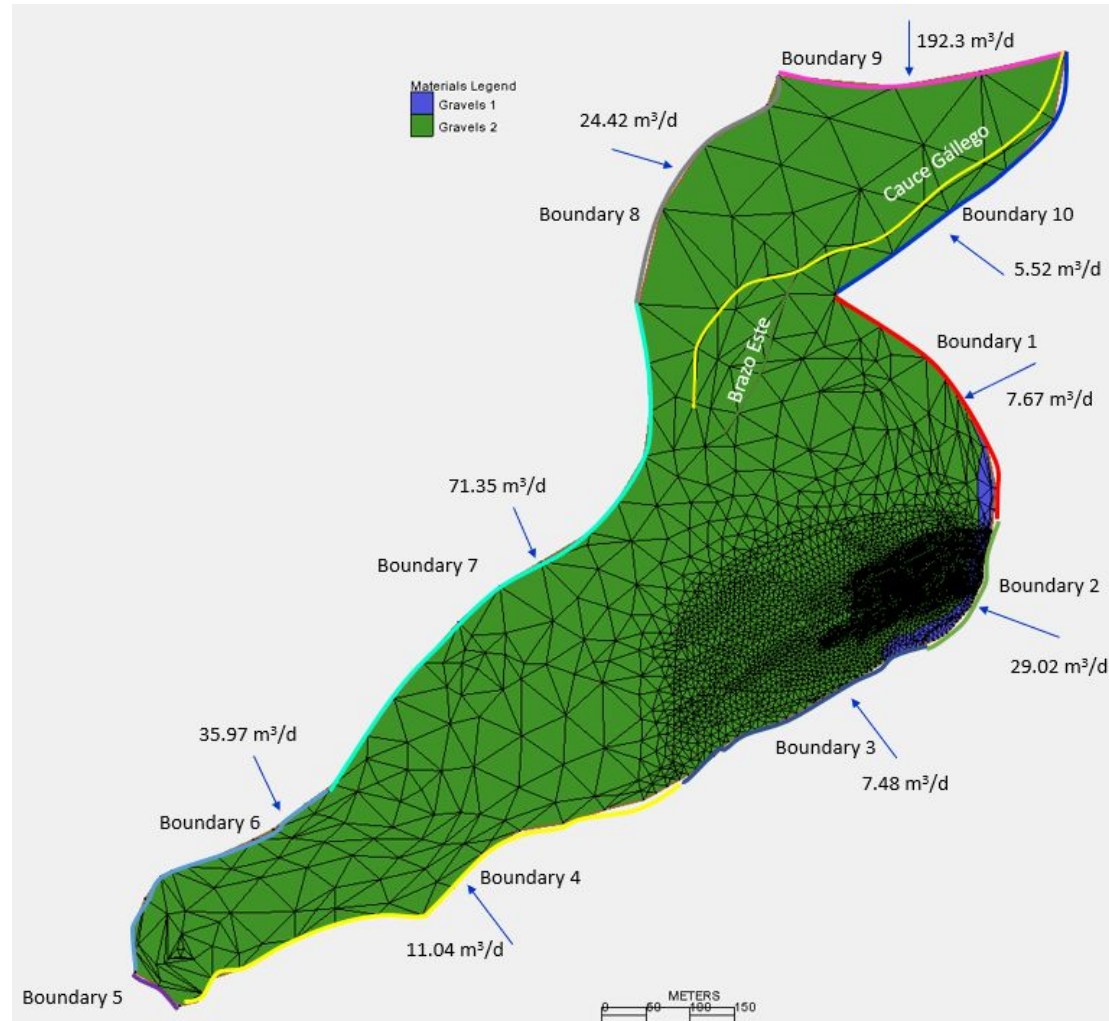 Boundary 9
192.3 m³/d
Materials Legend
Gravels 1
Gravels 2
24.42 m³/d
Cauce Gállego
Boundary 8
Boundary 10
5.52 m³/d
Brazo Este
Boundary 1
7.67 m³/d
71.35 m³/d
Boundary 7
Boundary 2
29.02 m³/d
35.97 m³/d
Boundary 3
7.48 m³/d
Boundary 6
Boundary 4
11.04 m³/d
Boundary 5
METERS
0 50 100 150